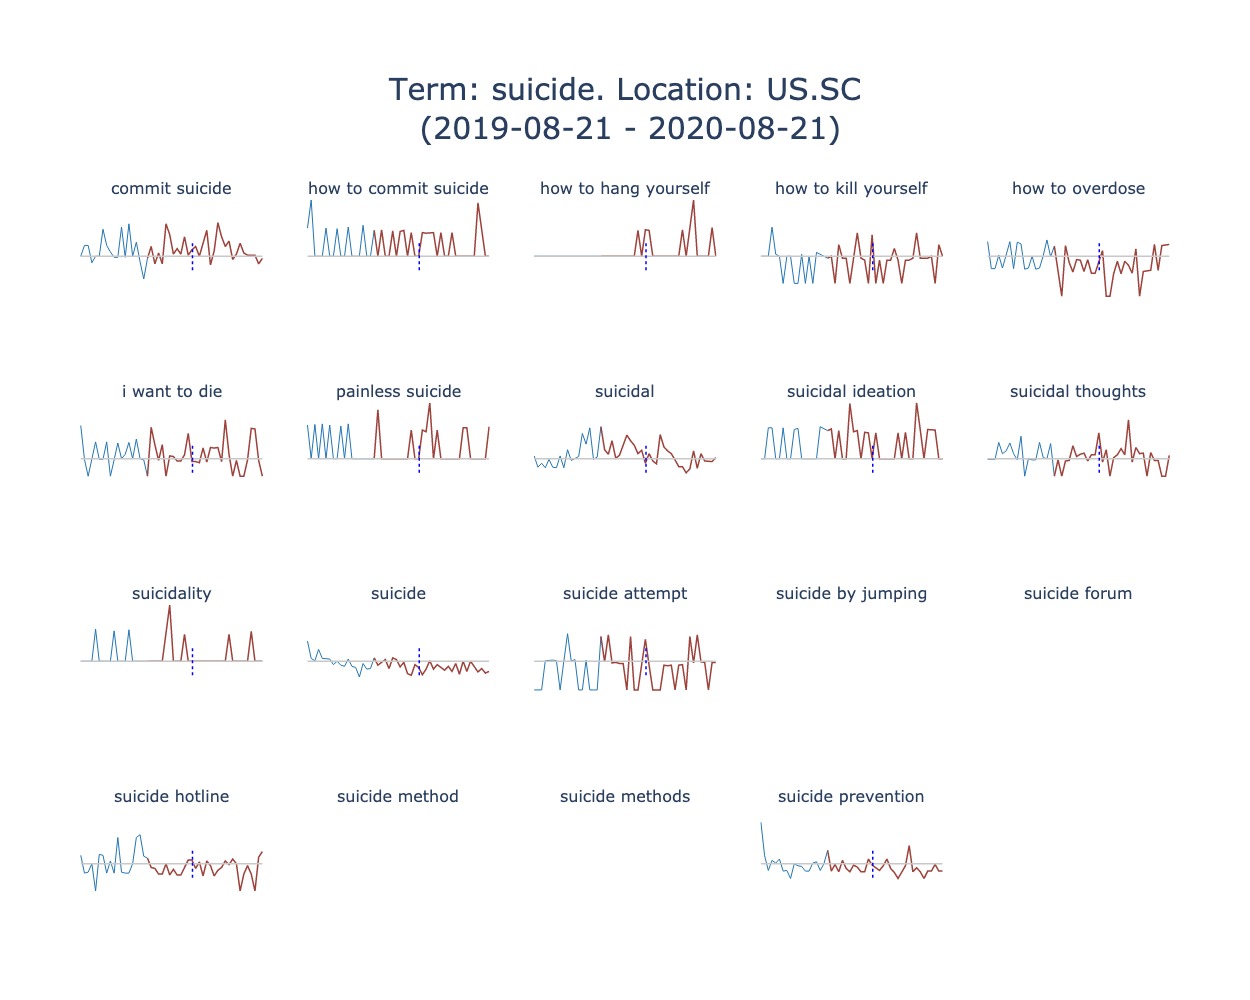 Term: suicide. Location: US.SC
(2019-08-21 - 2020-08-21)
commit suicide
how to commit suicide
how to hang yourself
how to kill yourself
how to overdose
i want to die
painless suicide
suicidal
suicidal ideation
suicidal thoughts
suicidality
suicide
suicide attempt
suicide by jumping
suicide forum
suicide hotline
suicide method
suicide methods
suicide prevention